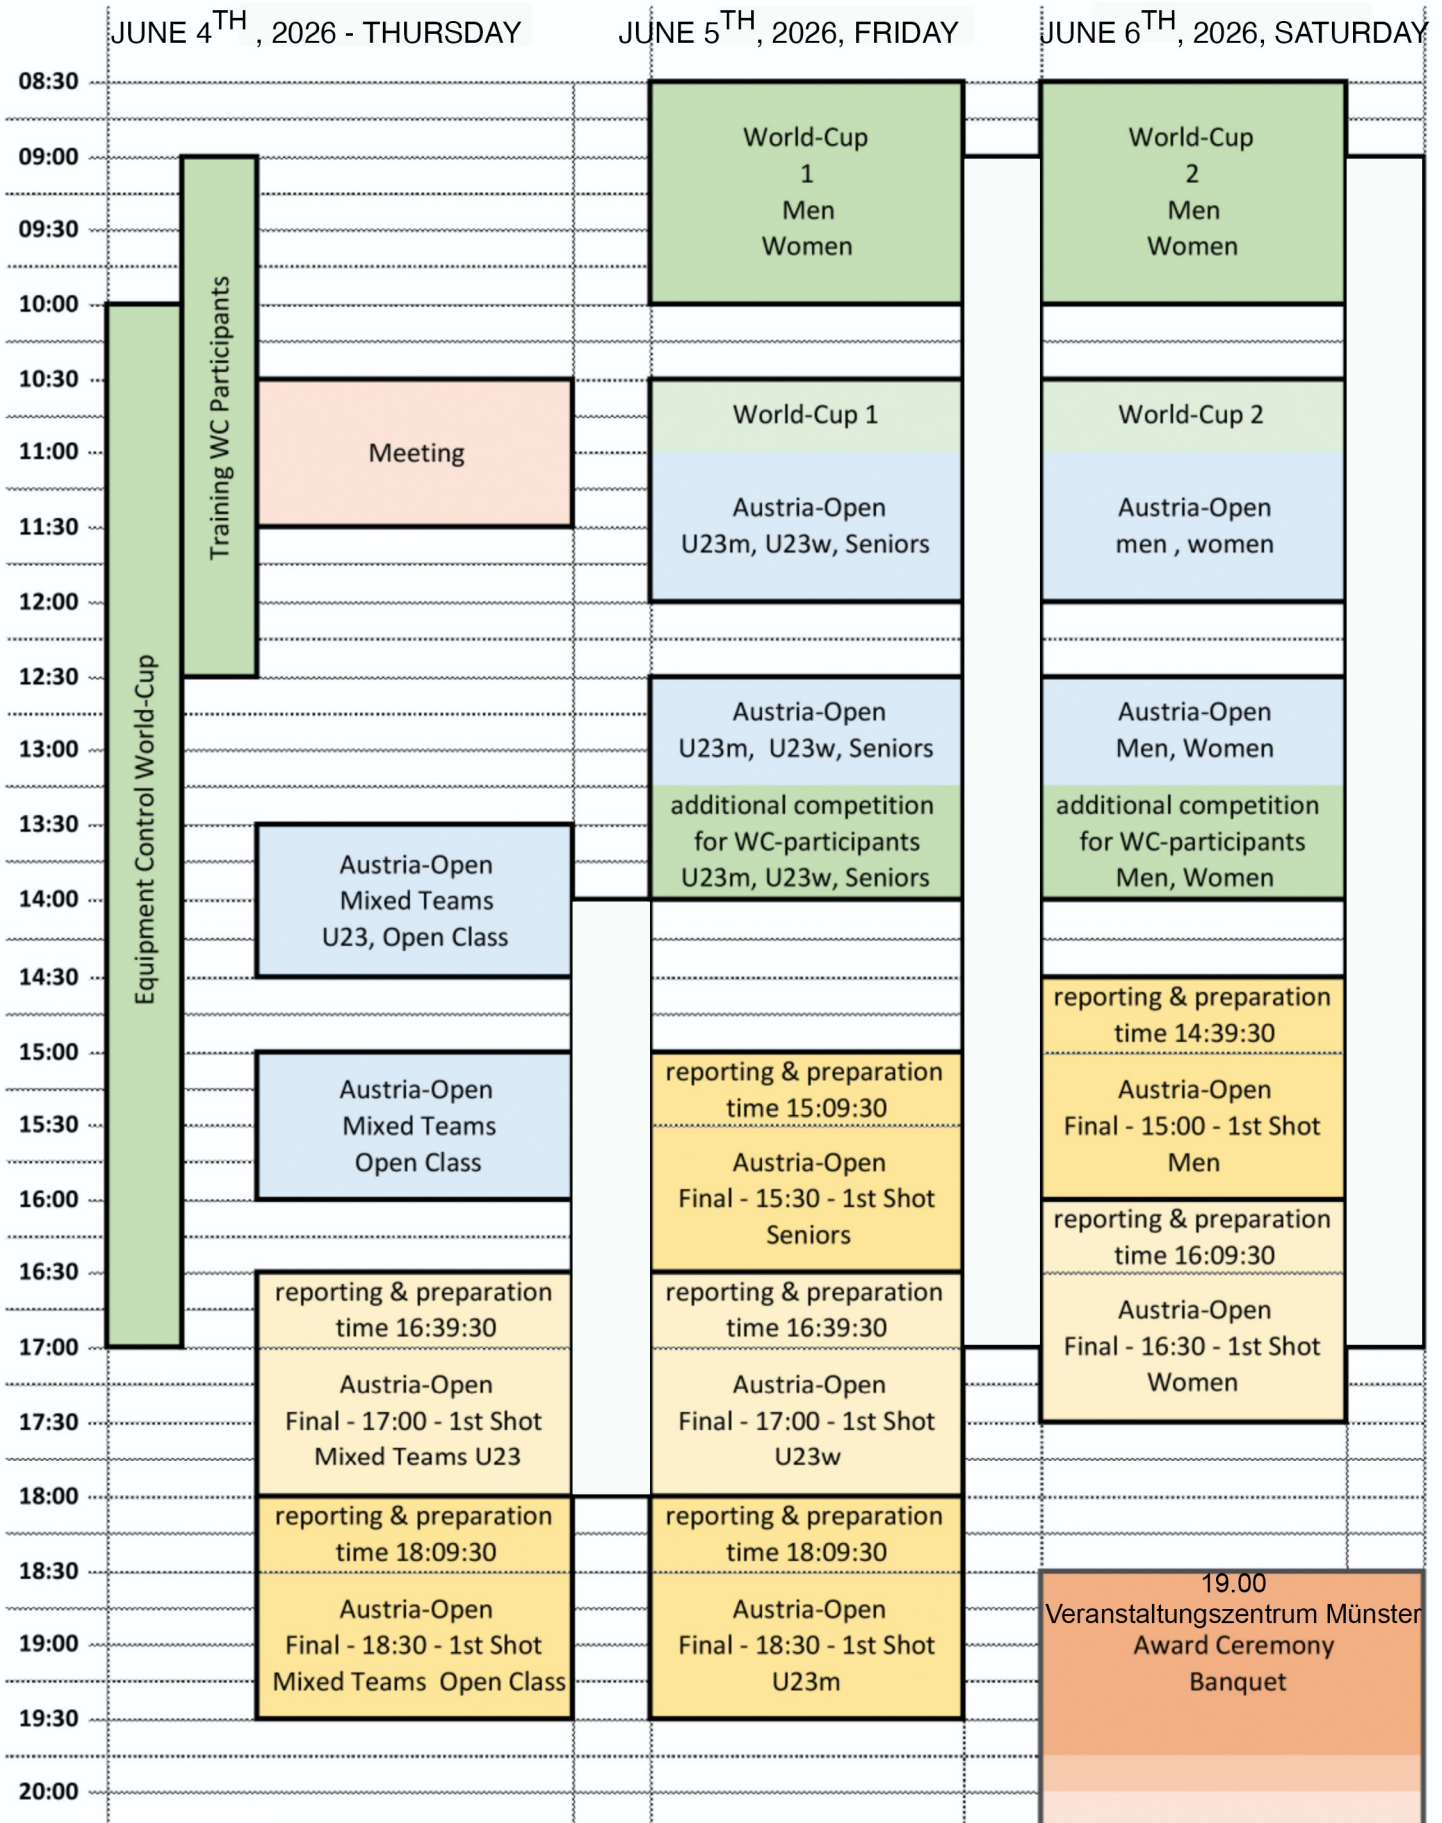 JUNE 4TH , 2026 - THURSDAY
JUNE 5TH, 2026, FRIDAY
JUNE 6TH, 2026, SATURDAY
08:30
09:00
09:30
10:00
10:30
11:00
11:30
12:00
12:30
13:00
13:30
14:00
14:30
15:00
15:30
16:00
16:30
17:00
17:30
18:00
18:30
19:00
19:30
20:00
Equipment Control World-Cup
Training WC Participants
Meeting
Austria-Open
Mixed Teams
U23, Open Class
Austria-Open
Mixed Teams
Open Class
reporting & preparation
time 16:39:30
Austria-Open
Final - 17:00 - 1st Shot
Mixed Teams U23
reporting & preparation
time 18:09:30
Austria-Open
Final - 18:30 - 1st Shot
Mixed Teams Open Class
World-Cup
1
Men
Women
World-Cup 1
Austria-Open
U23m, U23w, Seniors
Austria-Open
U23m, U23w, Seniors
additional competition
for WC-participants
U23m, U23w, Seniors
reporting & preparation
time 15:09:30
Austria-Open
Final - 15:30 - 1st Shot
Seniors
reporting & preparation
time 16:39:30
Austria-Open
Final - 17:00 - 1st Shot
U23w
reporting & preparation
time 18:09:30
Austria-Open
Final - 18:30 - 1st Shot
U23m
World-Cup
2
Men
Women
World-Cup 2
Austria-Open
men , women
Austria-Open
Men, Women
additional competition
for WC-participants
Men, Women
reporting & preparation
time 14:39:30
Austria-Open
Final - 15:00 - 1st Shot
Men
reporting & preparation
time 16:09:30
Austria-Open
Final - 16:30 - 1st Shot
Women
19.00
Veranstaltungszentrum Münster
Award Ceremony
Banquet